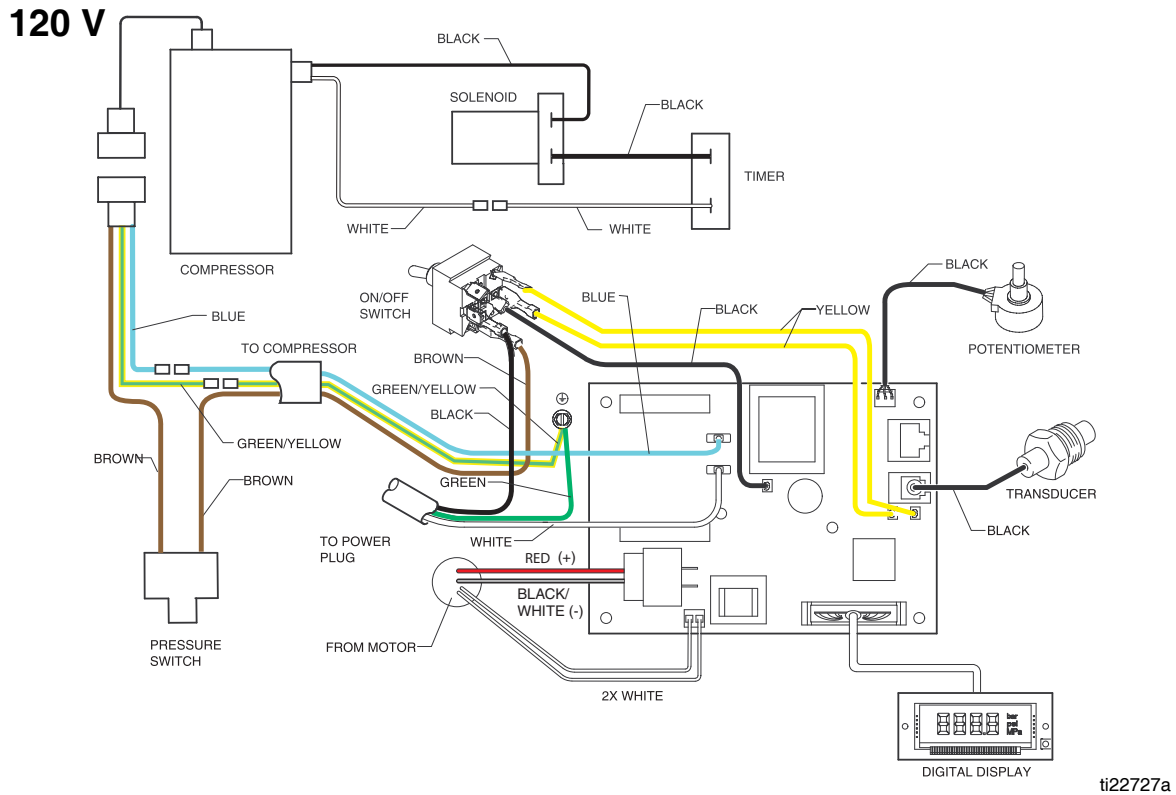 120 V
BLACK
SOLENOID
BLACK
TIMER
WHITE
WHITE
COMPRESSOR
ON/OFF
SWITCH
BLUE
BLACK
YELLOW
BLACK
POTENTIOMETER
BLUE
TO COMPRESSOR
BROWN
GREEN/YELLOW
BLACK
GREEN/YELLOW
BROWN
BROWN
GREEN
TRANSDUCER
BLACK
TO POWER
PLUG
WHITE
RED (+)
BLACK/
WHITE (-)
FROM MOTOR
PRESSURE
SWITCH
2X WHITE
bar
psi
MPa
DIGITAL DISPLAY
ti22727a